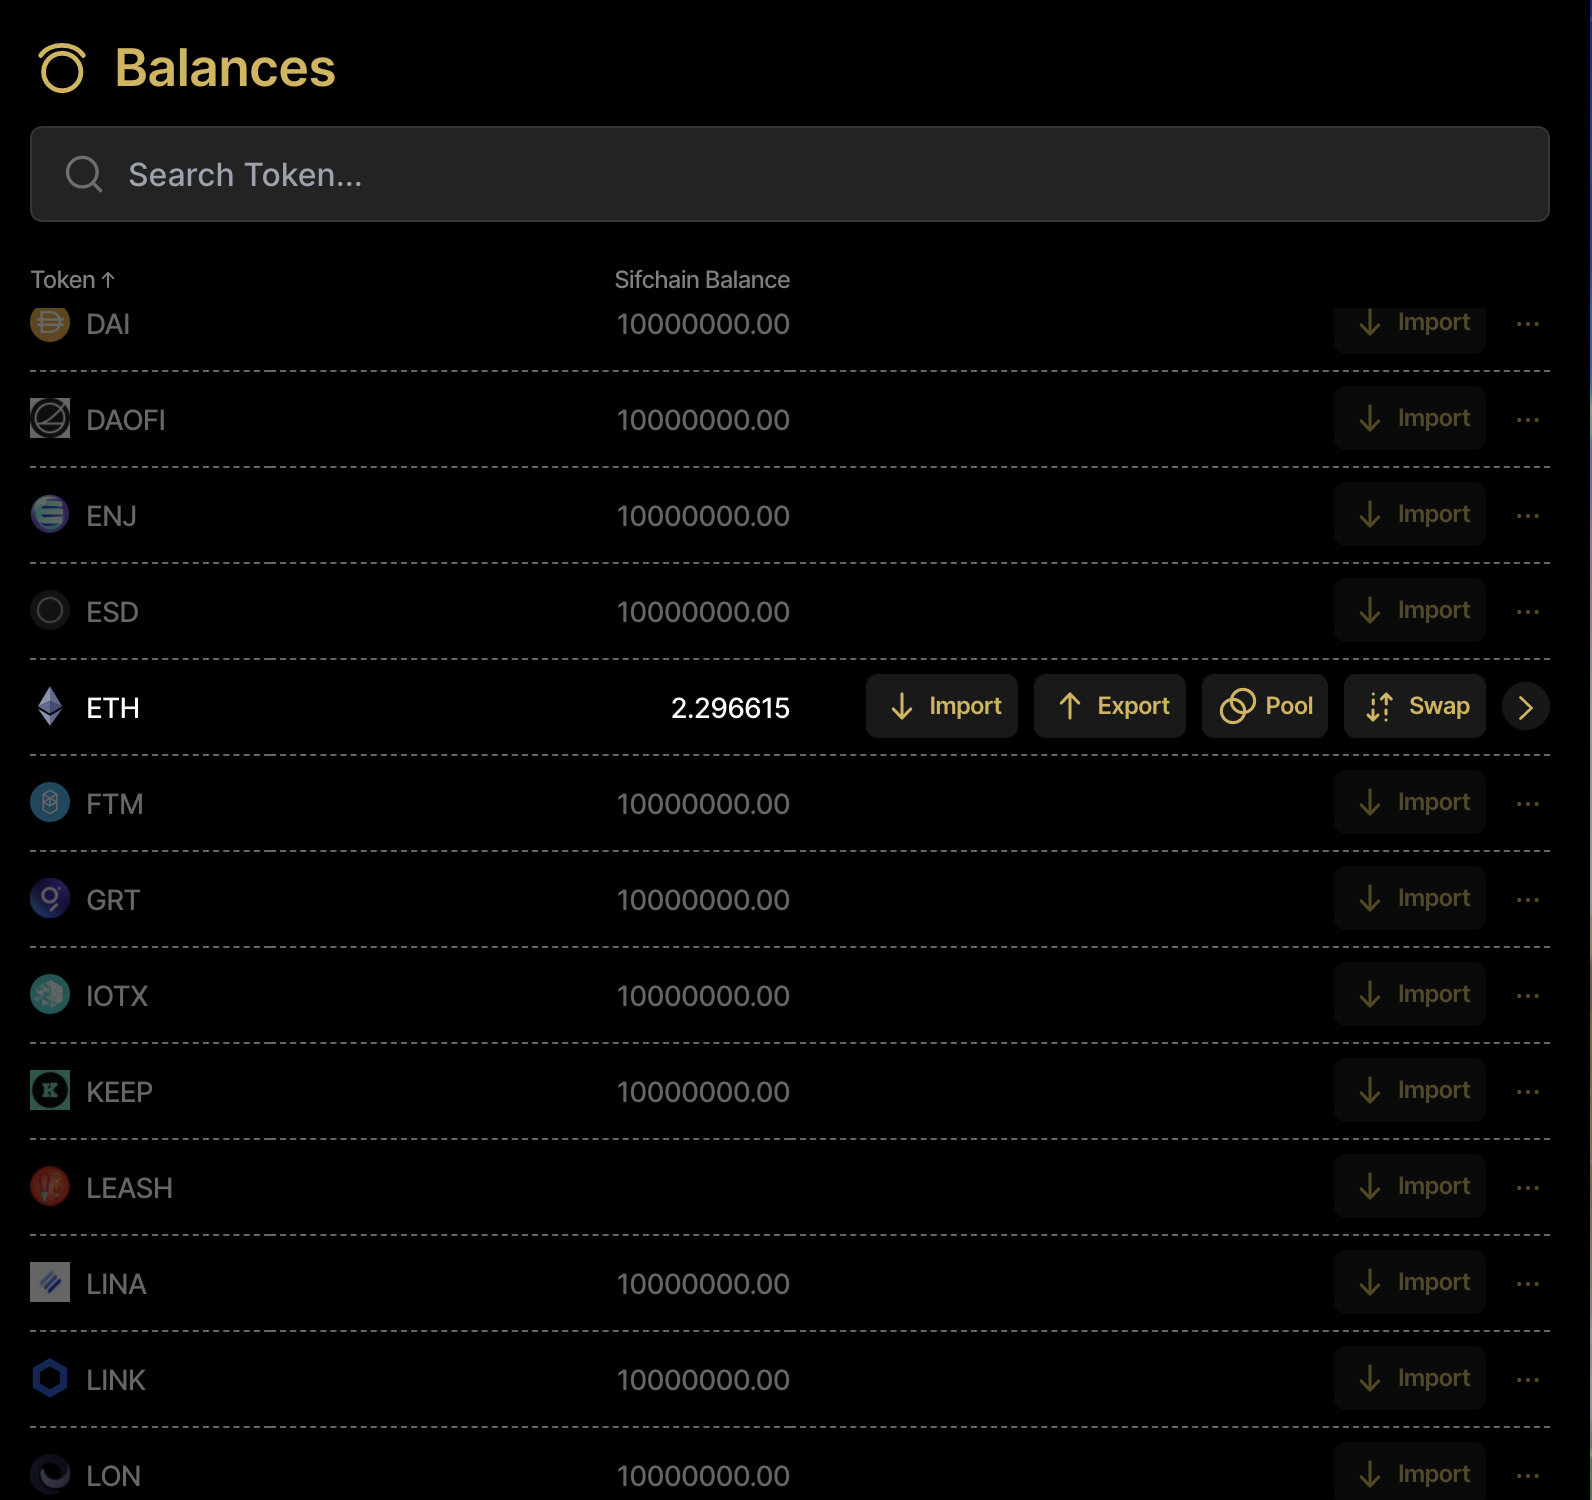 Balances
Search Token...
Token ↑ Sifchain Balance
DAI 10000000.00 Import ...
DAOFI 10000000.00 Import ...
ENJ 10000000.00 Import ...
ESD 10000000.00 Import ...
ETH 2.296615 Import Export Pool Swap
FTM 10000000.00 Import ...
GRT 10000000.00 Import ...
IOTX 10000000.00 Import ...
KEEP 10000000.00 Import ...
LEASH Import ...
LINA 10000000.00 Import ...
LINK 10000000.00 Import ...
LON 10000000.00 Import ...